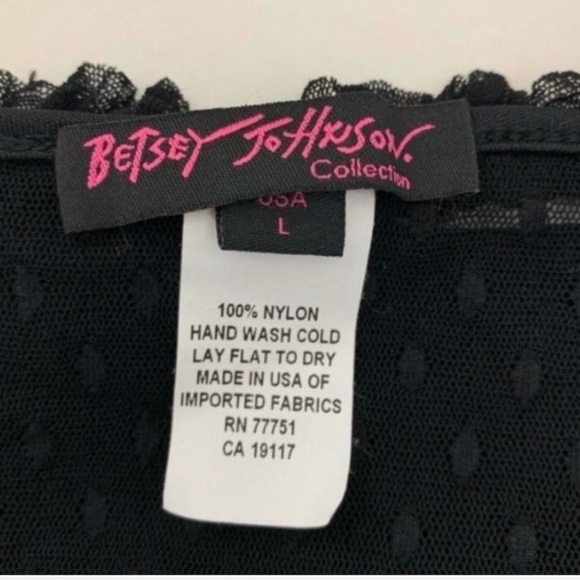 BETSEY JOHNSON.
Collection
USA
L
100% NYLON
HAND WASH COLD
LAY FLAT TO DRY
MADE IN USA OF
IMPORTED FABRICS
RN 77751
CA 19117